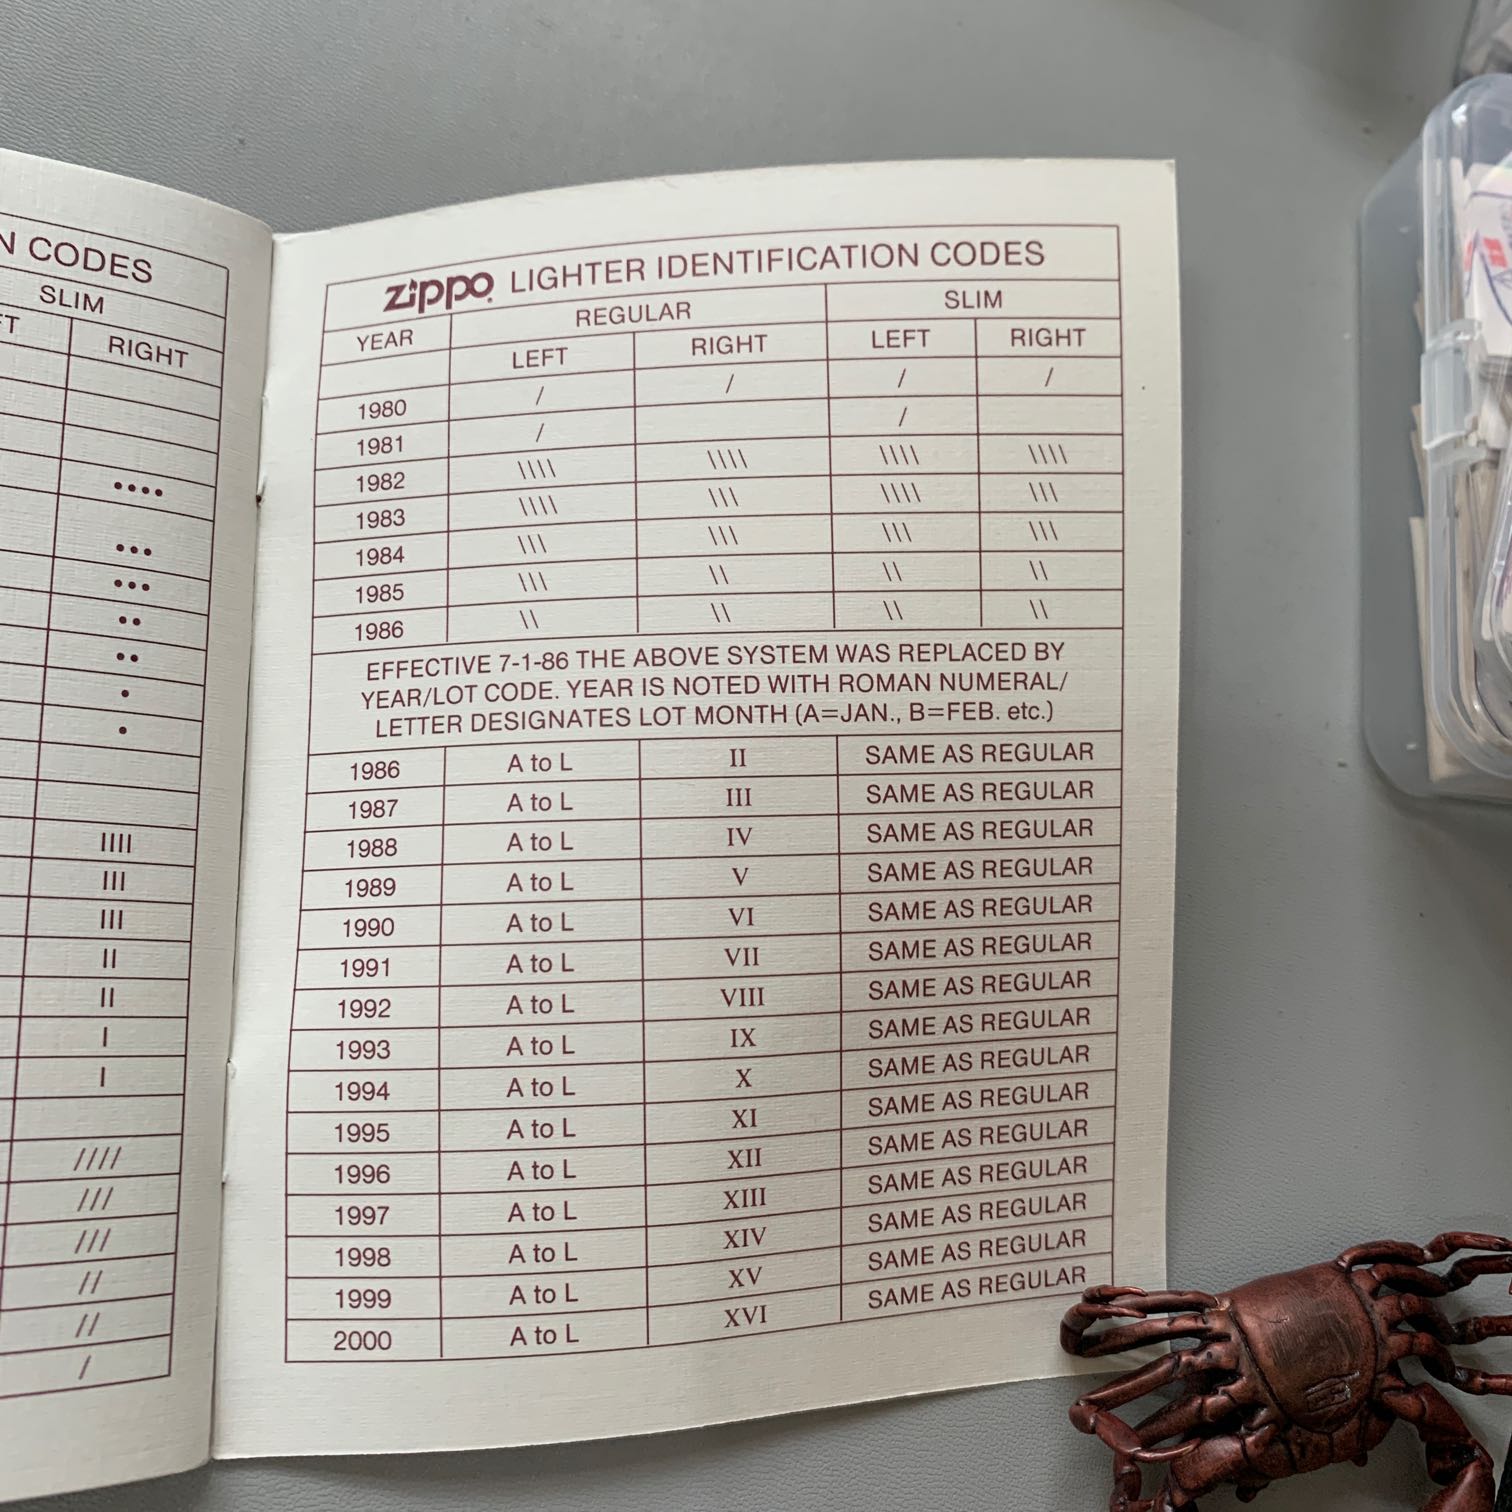 N CODES
SLIM
FT RIGHT
••••
•••
•••
••
••
•
•
IIII
III
III
II
II
I
I
////
///
///
//
//
/
zippo LIGHTER IDENTIFICATION CODES
YEAR REGULAR SLIM
LEFT RIGHT LEFT RIGHT
1980 / / / /
1981 / /
1982 \\\\ \\\\ \\\\ \\\\
1983 \\\\ \\\ \\\\ \\\
1984 \\\ \\\ \\\ \\\
1985 \\\ \\ \\ \\
1986 \\ \\ \\ \\
EFFECTIVE 7-1-86 THE ABOVE SYSTEM WAS REPLACED BY
YEAR/LOT CODE. YEAR IS NOTED WITH ROMAN NUMERAL/
LETTER DESIGNATES LOT MONTH (A=JAN., B=FEB. etc.)
1986 A to L II SAME AS REGULAR
1987 A to L III SAME AS REGULAR
1988 A to L IV SAME AS REGULAR
1989 A to L V SAME AS REGULAR
1990 A to L VI SAME AS REGULAR
1991 A to L VII SAME AS REGULAR
1992 A to L VIII SAME AS REGULAR
1993 A to L IX SAME AS REGULAR
1994 A to L X SAME AS REGULAR
1995 A to L XI SAME AS REGULAR
1996 A to L XII SAME AS REGULAR
1997 A to L XIII SAME AS REGULAR
1998 A to L XIV SAME AS REGULAR
1999 A to L XV SAME AS REGULAR
2000 A to L XVI SAME AS REGULAR